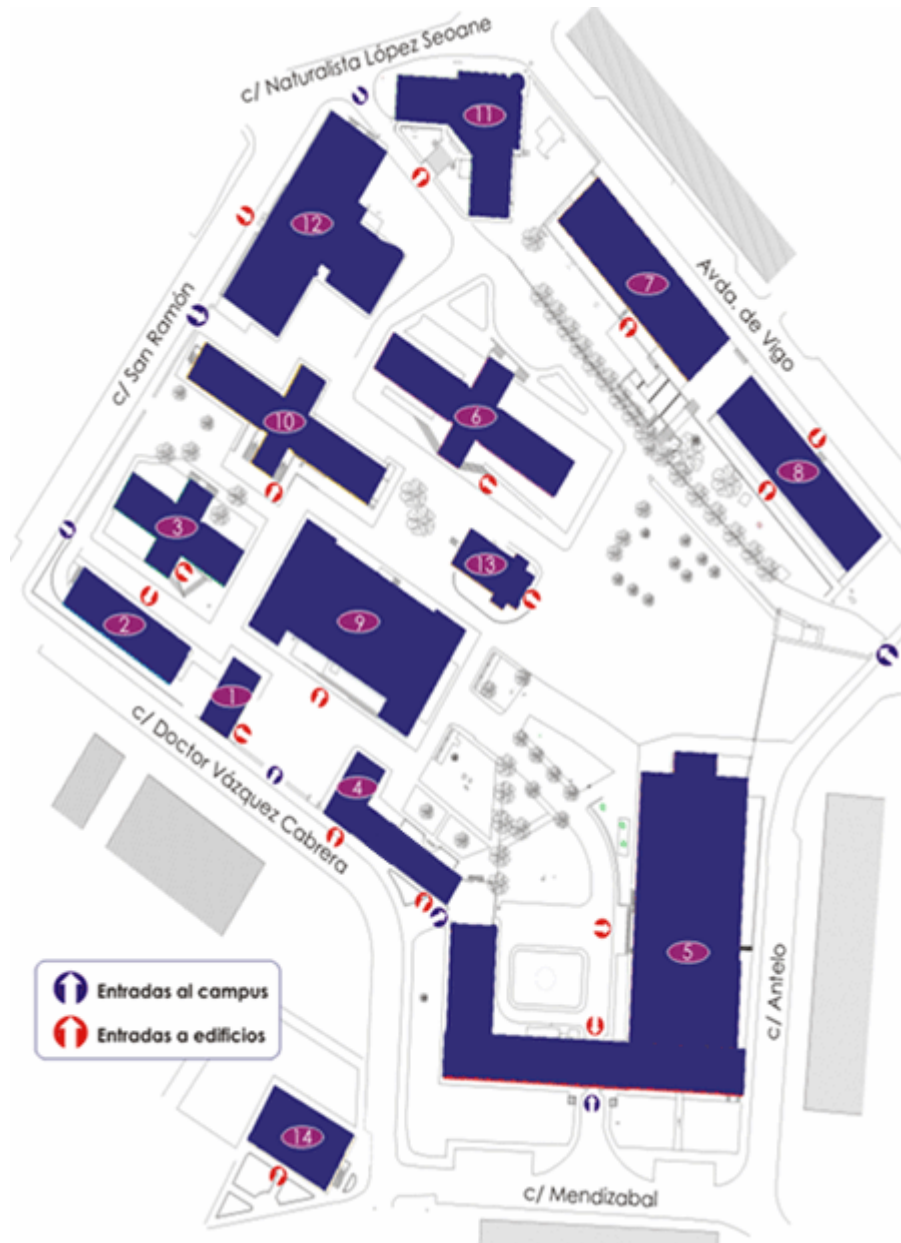 c/ Naturalista López Seoane
11
12
7
Avda. de Vigo
c/ San Ramón
6
10
8
3
13
2
9
1
4
c/ Doctor Vázquez Cabrera
5
c/ Antelo
Entradas al campus
Entradas a edificios
14
c/ Mendizabal